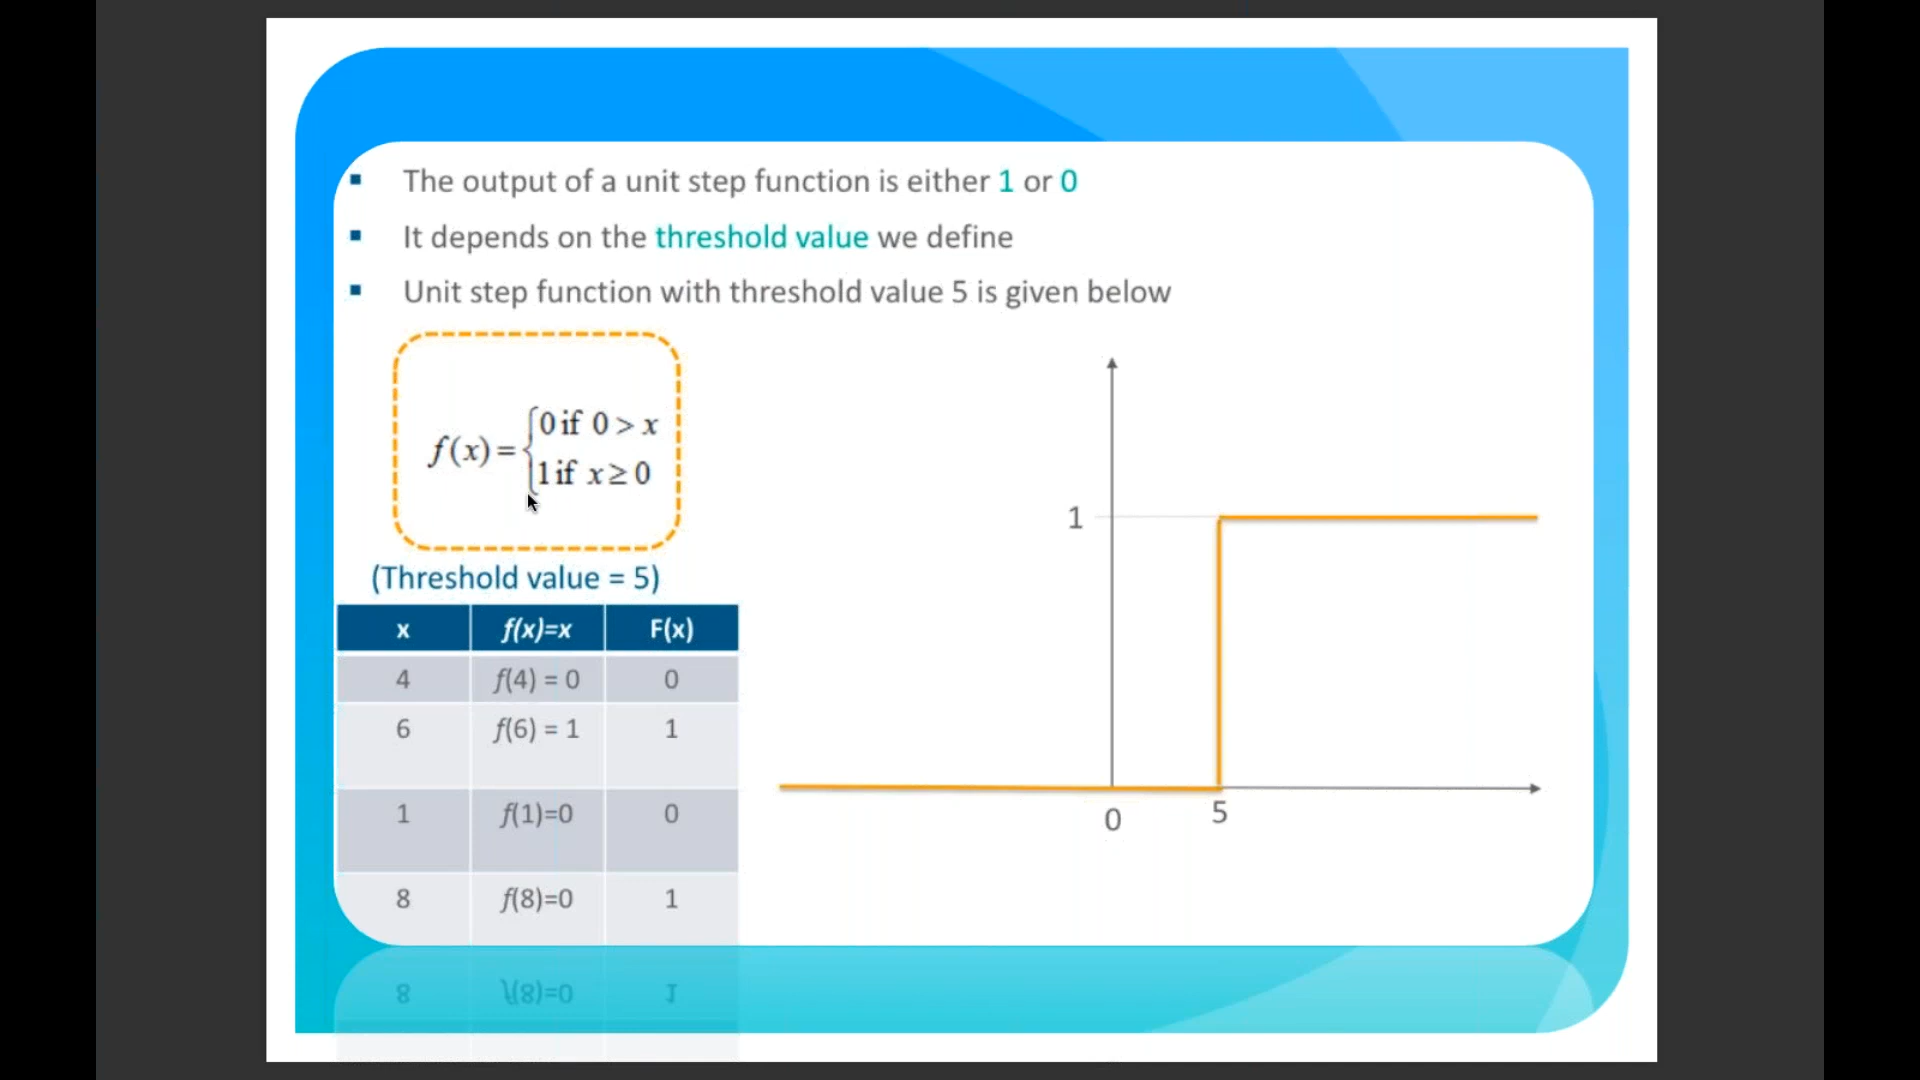 The output of a unit step function is either 1 or 0
It depends on the threshold value we define
Unit step function with threshold value 5 is given below
f(x) = { 0 if 0 > x
1 if x ≥ 0
(Threshold value = 5)
x f(x)=x F(x)
4 f(4) = 0 0
6 f(6) = 1 1
1 f(1)=0 0
8 f(8)=0 1
1
0 5